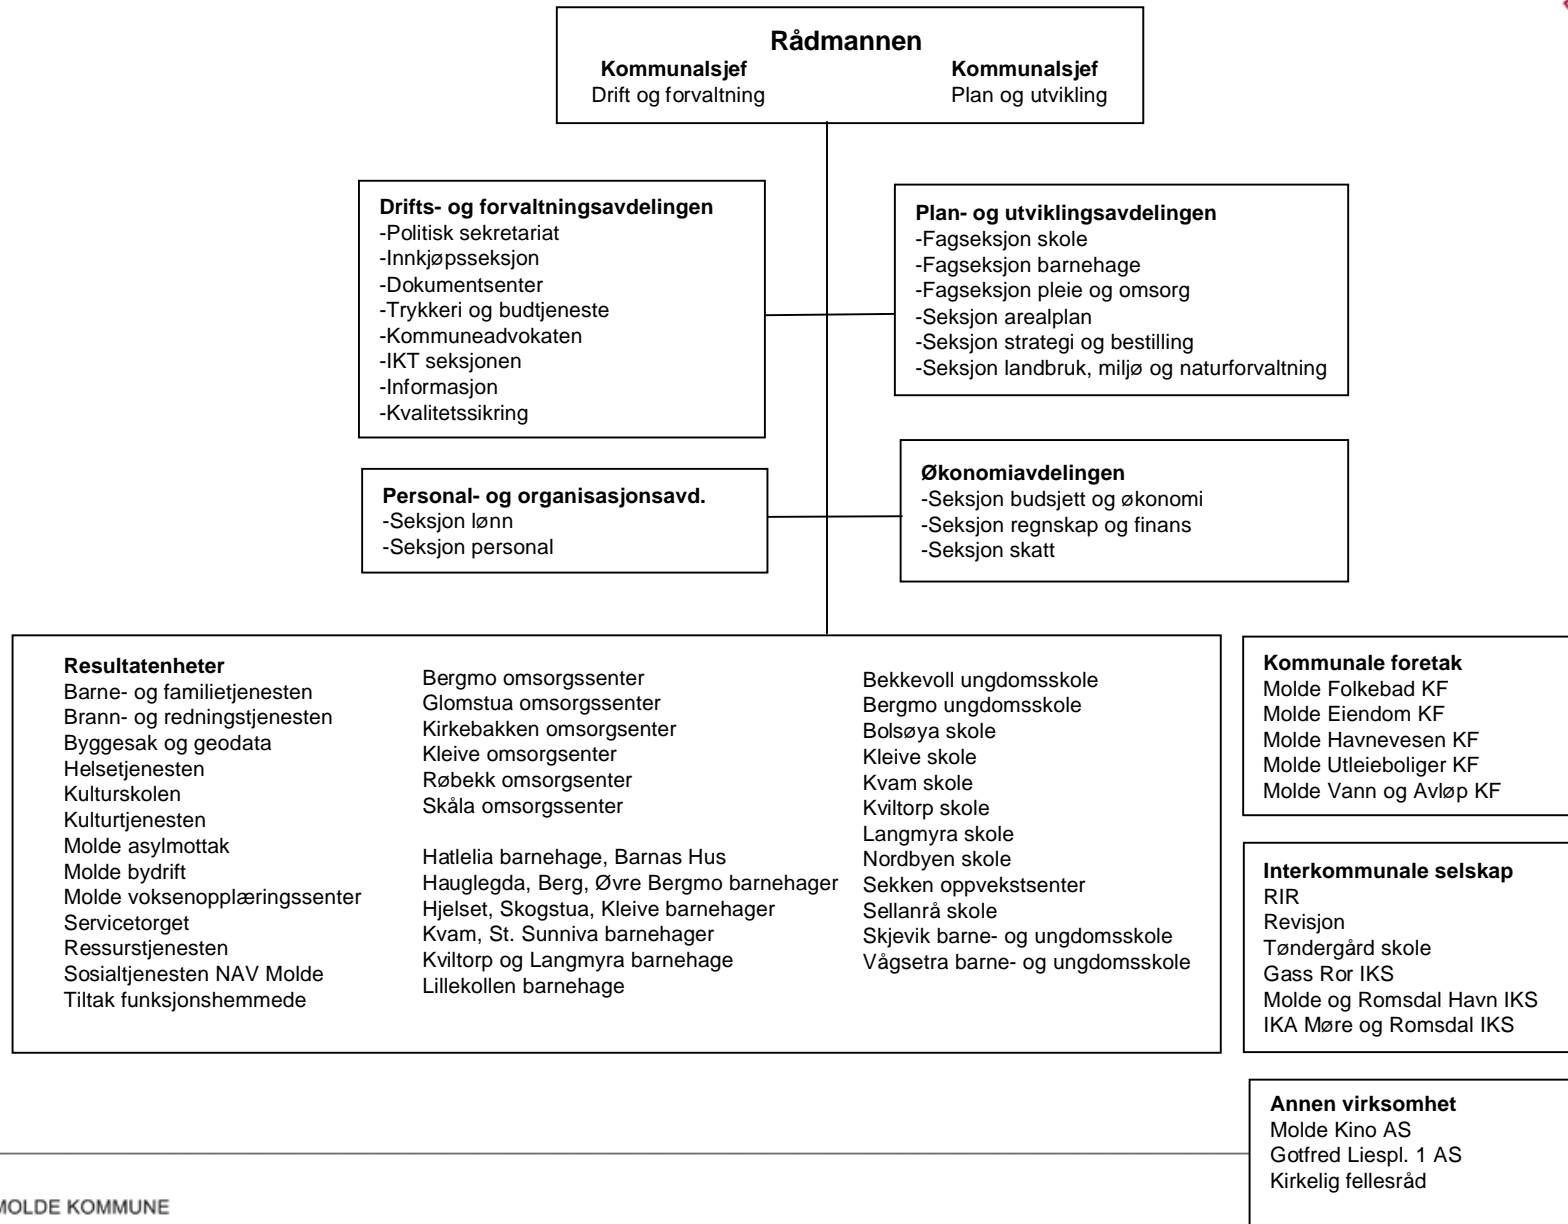 Rådmannen
Kommunalsjef
Drift og forvaltning
Kommunalsjef
Plan og utvikling
Drifts- og forvaltningsavdelingen
-Politisk sekretariat
-Innkjøpsseksjon
-Dokumentsenter
-Trykkeri og budtjeneste
-Kommuneadvokaten
-IKT seksjonen
-Informasjon
-Kvalitetssikring
Plan- og utviklingsavdelingen
-Fagseksjon skole
-Fagseksjon barnehage
-Fagseksjon pleie og omsorg
-Seksjon arealplan
-Seksjon strategi og bestilling
-Seksjon landbruk, miljø og naturforvaltning
Personal- og organisasjonsavd.
-Seksjon lønn
-Seksjon personal
Økonomiavdelingen
-Seksjon budsjett og økonomi
-Seksjon regnskap og finans
-Seksjon skatt
Resultatenheter
Barne- og familietjenesten
Brann- og redningstjenesten
Byggesak og geodata
Helsetjenesten
Kulturskolen
Kulturtjenesten
Molde asylmottak
Molde bydrift
Molde voksenopplæringssenter
Servicetorget
Ressurstjenesten
Sosialtjenesten NAV Molde
Tiltak funksjonshemmede
Bergmo omsorgssenter
Glomstua omsorgssenter
Kirkebakken omsorgsenter
Kleive omsorgsenter
Røbekk omsorgsenter
Skåla omsorgssenter
Hatlelia barnehage, Barnas Hus
Hauglegda, Berg, Øvre Bergmo barnehager
Hjelset, Skogstua, Kleive barnehager
Kvam, St. Sunniva barnehager
Kviltorp og Langmyra barnehage
Lillekollen barnehage
Bekkevoll ungdomsskole
Bergmo ungdomsskole
Bolsøya skole
Kleive skole
Kvam skole
Kviltorp skole
Langmyra skole
Nordbyen skole
Sekken oppvekstsenter
Sellanrå skole
Skjevik barne- og ungdomsskole
Vågsetra barne- og ungdomsskole
Kommunale foretak
Molde Folkebad KF
Molde Eiendom KF
Molde Havnevesen KF
Molde Utleieboliger KF
Molde Vann og Avløp KF
Interkommunale selskap
RIR
Revisjon
Tøndergård skole
Gass Ror IKS
Molde og Romsdal Havn IKS
IKA Møre og Romsdal IKS
Annen virksomhet
Molde Kino AS
Gotfred Liespl. 1 AS
Kirkelig fellesråd
MOLDE KOMMUNE